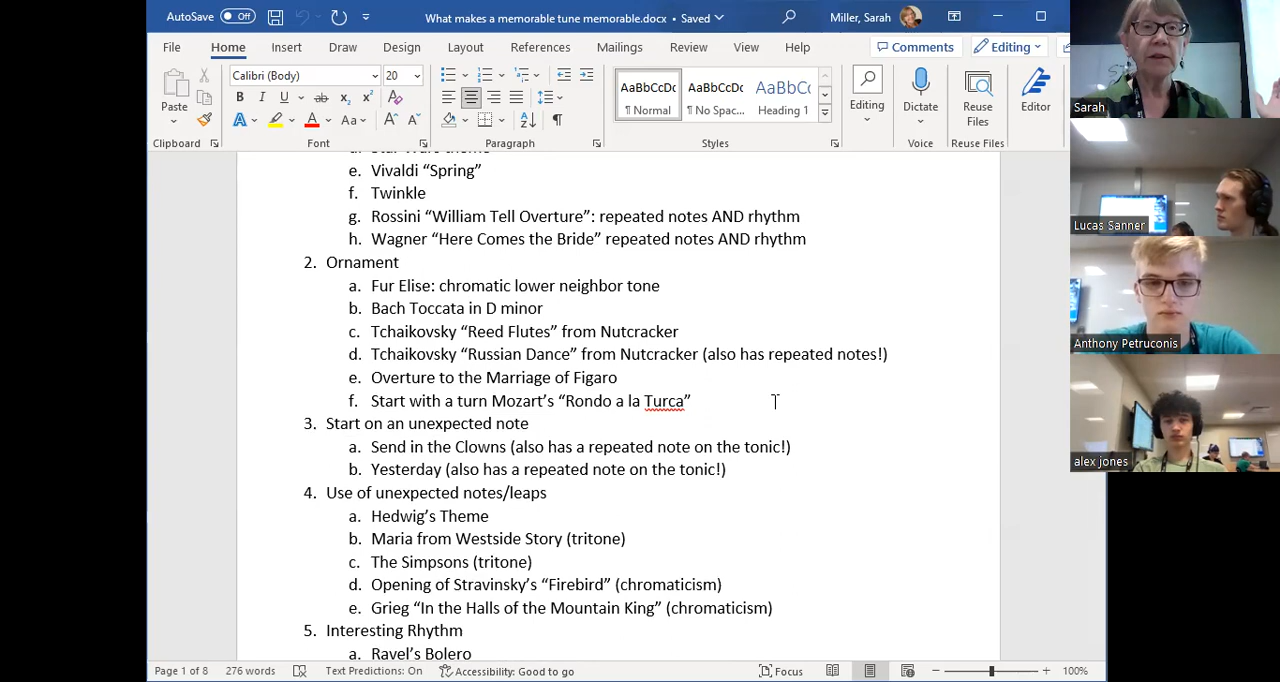 AutoSave Off What makes a memorable tune memorable.docx • Saved Miller, Sarah
File Home Insert Draw Design Layout References Mailings Review View Help Comments Editing
Calibri (Body) 20
Paste B I U ab x₂ x² A
A A Aa A A
AaBbCcDc AaBbCcDc AaBbCc
¶ Normal ¶ No Spac... Heading 1
Editing Dictate Reuse Files Editor
Clipboard Font Paragraph Styles Voice Reuse Files
e. Vivaldi “Spring”
f. Twinkle
g. Rossini “William Tell Overture”: repeated notes AND rhythm
h. Wagner “Here Comes the Bride” repeated notes AND rhythm
2. Ornament
a. Fur Elise: chromatic lower neighbor tone
b. Bach Toccata in D minor
c. Tchaikovsky “Reed Flutes” from Nutcracker
d. Tchaikovsky “Russian Dance” from Nutcracker (also has repeated notes!)
e. Overture to the Marriage of Figaro
f. Start with a turn Mozart’s “Rondo a la Turca”
3. Start on an unexpected note
a. Send in the Clowns (also has a repeated note on the tonic!)
b. Yesterday (also has a repeated note on the tonic!)
4. Use of unexpected notes/leaps
a. Hedwig’s Theme
b. Maria from Westside Story (tritone)
c. The Simpsons (tritone)
d. Opening of Stravinsky’s “Firebird” (chromaticism)
e. Grieg “In the Halls of the Mountain King” (chromaticism)
5. Interesting Rhythm
a. Ravel’s Bolero
Page 1 of 8 276 words Text Predictions: On Accessibility: Good to go Focus 100%
Sarah
Lucas Sanner
Anthony Petruconis
alex jones